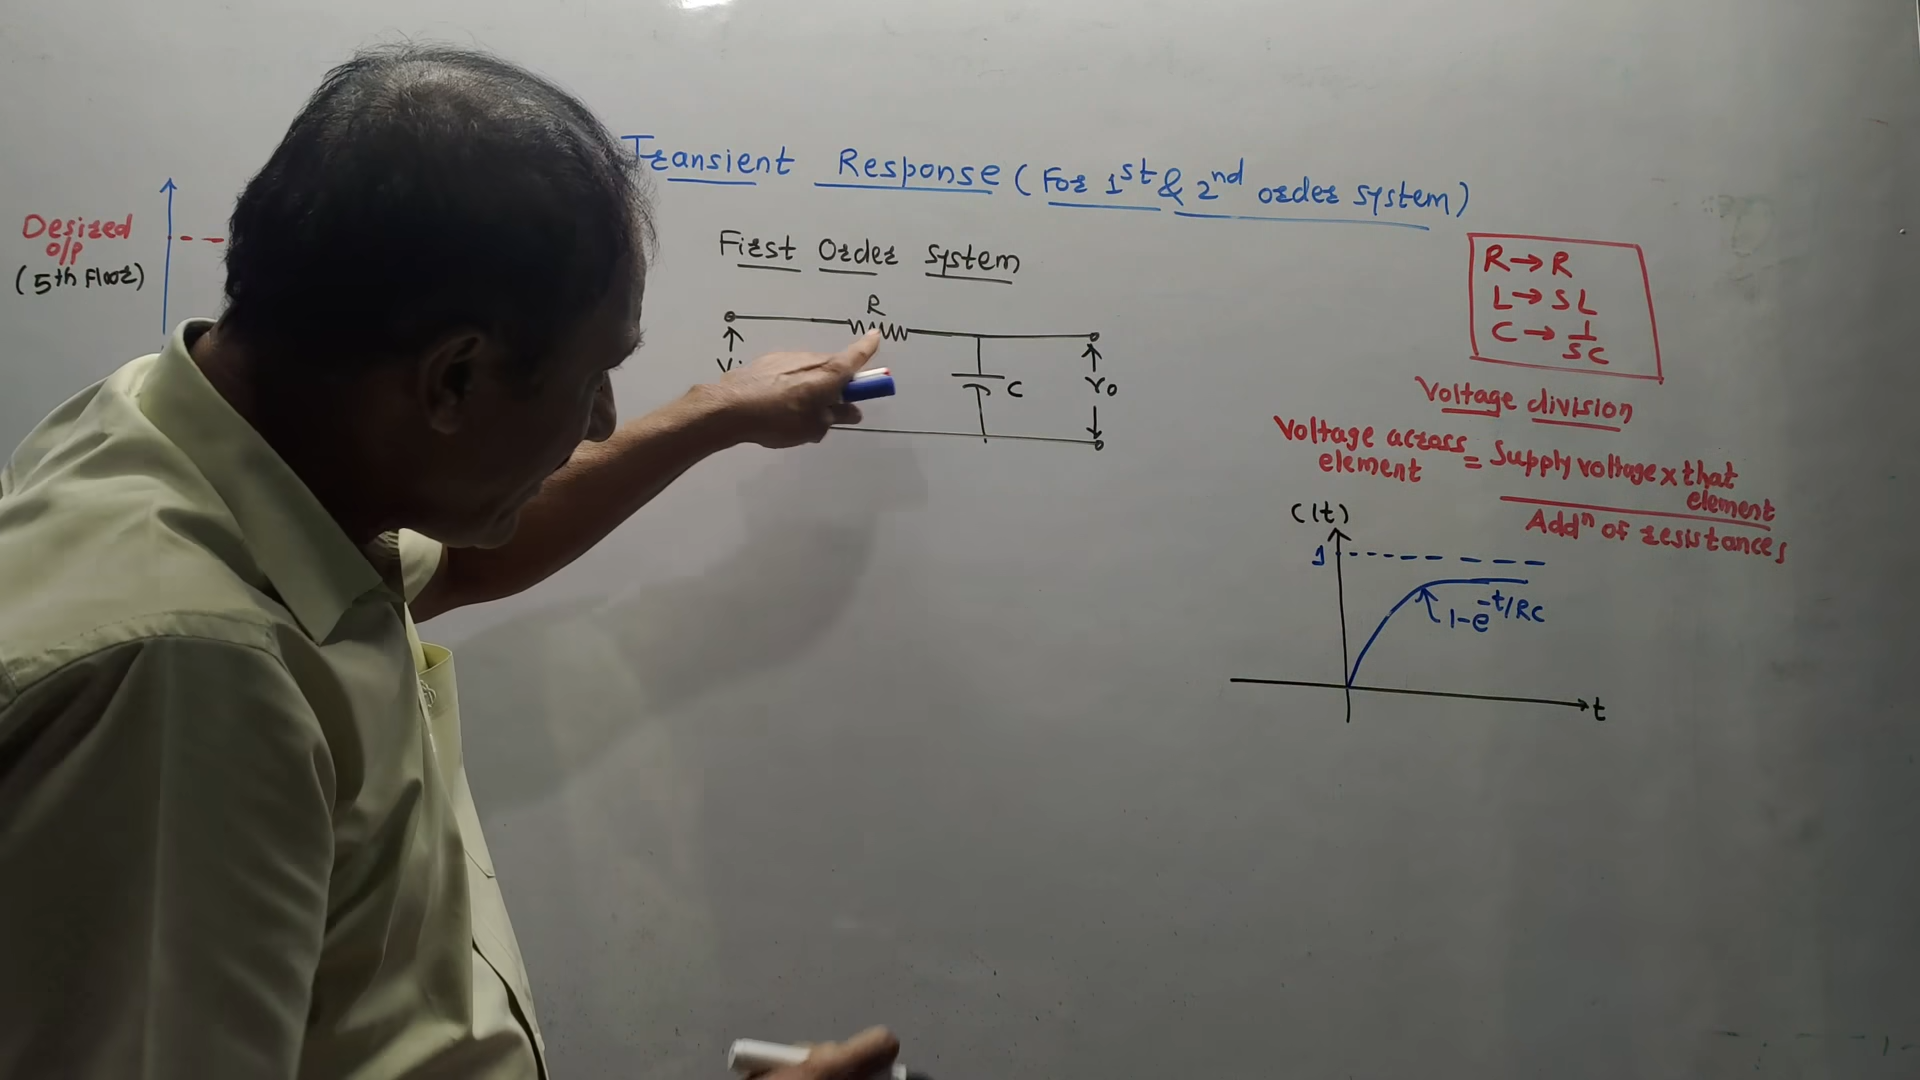 Transient Response (For 1st & 2nd order system)
Desired
o/p
(5th Floor)
First Order System
R
C
Vo
R→R
L→SL
C→1/SC
Voltage division
Voltage across element = Supply voltage x that element
Addn of resistances
C(t)
1
1-e-t/RC
t